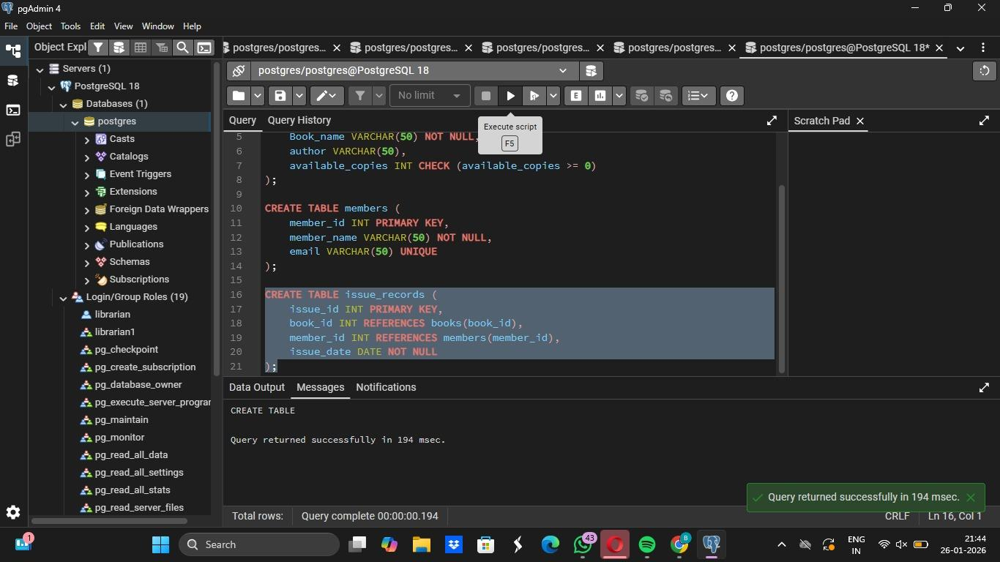 pgAdmin 4
File Object Tools Edit View Window Help
Object Expl
postgres/postgres... postgres/postgres... postgres/postgres... postgres/postgres... postgres/postgres@PostgreSQL 18*
Servers (1)
PostgreSQL 18
Databases (1)
postgres
Casts
Catalogs
Event Triggers
Extensions
Foreign Data Wrappers
Languages
Publications
Schemas
Subscriptions
Login/Group Roles (19)
librarian
librarian1
pg_checkpoint
pg_create_subscription
pg_database_owner
pg_execute_server_program
pg_maintain
pg_monitor
pg_read_all_data
pg_read_all_settings
pg_read_all_stats
pg_read_server_files
postgres/postgres@PostgreSQL 18
No limit
E
Query Query History
Execute script
F5
Scratch Pad
5 Book_name VARCHAR(50) NOT NULL,
6 author VARCHAR(50),
7 available_copies INT CHECK (available_copies >= 0)
8 );
9
10 CREATE TABLE members (
11 member_id INT PRIMARY KEY,
12 member_name VARCHAR(50) NOT NULL,
13 email VARCHAR(50) UNIQUE
14 );
15
16 CREATE TABLE issue_records (
17 issue_id INT PRIMARY KEY,
18 book_id INT REFERENCES books(book_id),
19 member_id INT REFERENCES members(member_id),
20 issue_date DATE NOT NULL
21 );
Data Output Messages Notifications
CREATE TABLE
Query returned successfully in 194 msec.
Query returned successfully in 194 msec.
Total rows: Query complete 00:00:00.194 CRLF Ln 16, Col 1
1
Search
43
B
ENG
IN
21:44
26-01-2026